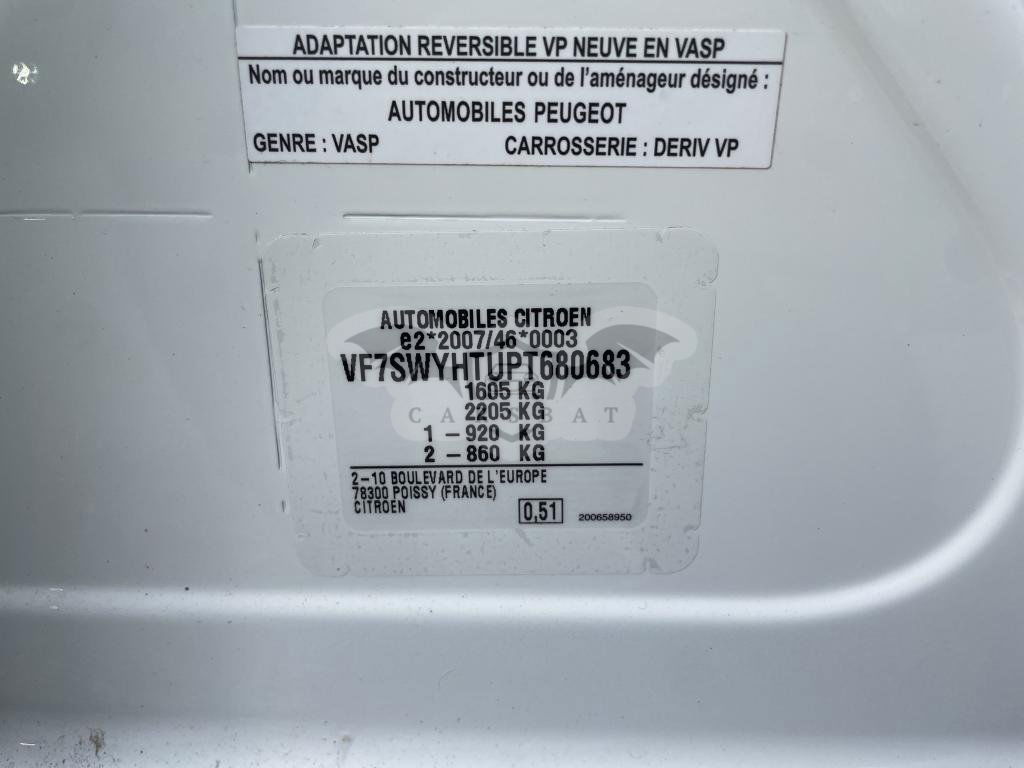 ADAPTATION REVERSIBLE VP NEUVE EN VASP
Nom ou marque du constructeur ou de l'aménageur désigné :
AUTOMOBILES PEUGEOT
GENRE : VASP CARROSSERIE : DERIV VP
AUTOMOBILES CITROEN
e2*2007/46*0003
VF7SWYHTUPT680683
1605 KG
2205 KG
CARSBAT
1 - 920 KG
2 - 860 KG
2-10 BOULEVARD DE L'EUROPE
78300 POISSY (FRANCE)
CITROEN
0,51 200658950